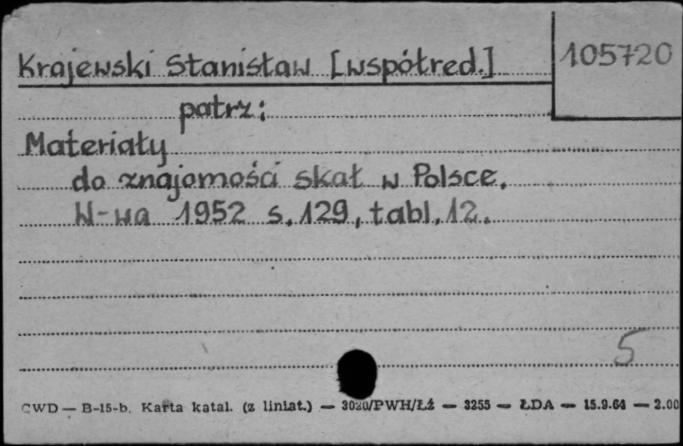 Krajewski Stanisław [współred.]
105720
patrz:
Materiały
do znajomości skał w Polsce.
W-wa 1952 s. 129, tabl. 12.
5
CWD — B-15-b. Karta katal. (z liniat.) — 3020/PWH/ŁŻ — 3255 — ŁDA — 15.9.61 — 2.00